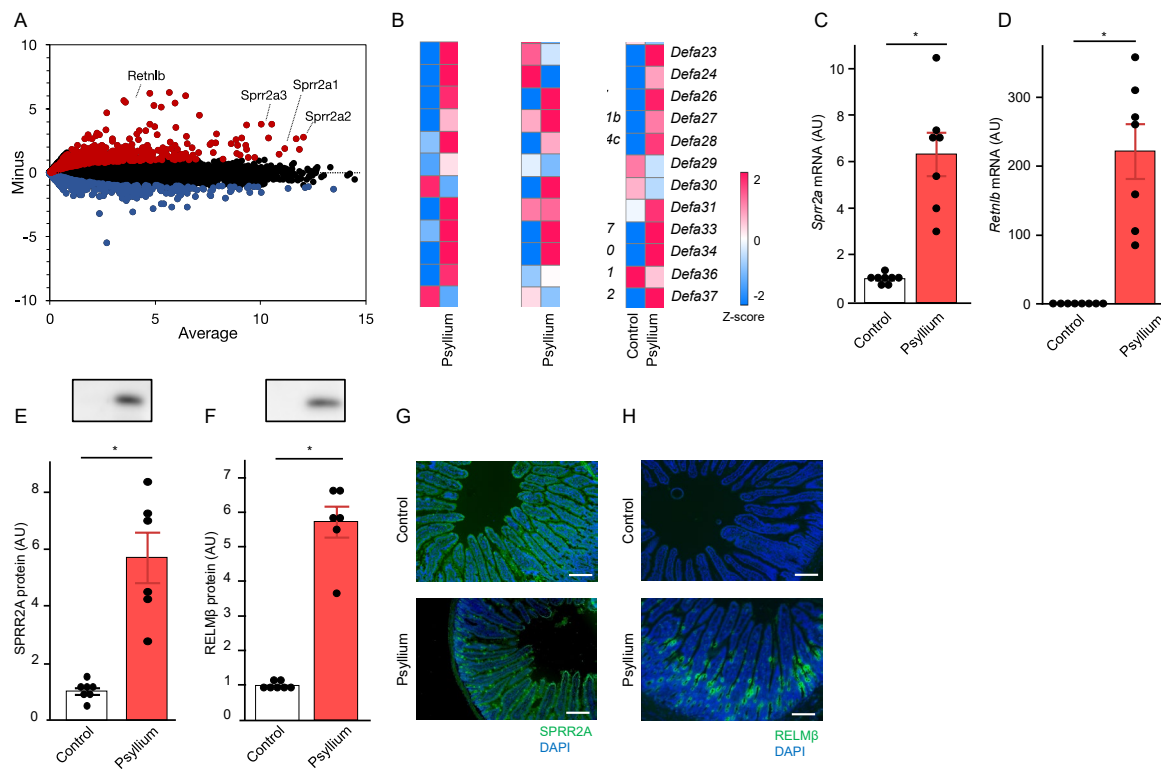 A
10
5
0
−5
−10
Minus
Retnlb
Sprr2a3
Sprr2a1
Sprr2a2
0
5
10
15
Average
B
1b
4c
7
0
1
2
Defa23
Defa24
Defa26
Defa27
Defa28
Defa29
Defa30
Defa31
Defa33
Defa34
Defa36
Defa37
Psyllium
Psyllium
Control
Psyllium
2
0
-2
Z-score
C
*
Sprr2a mRNA (AU)
10
8
6
4
2
0
Control
Psyllium
D
*
Retnlb mRNA (AU)
300
200
100
0
Control
Psyllium
E
*
SPRR2A protein (AU)
8
6
4
2
0
Control
Psyllium
F
*
RELMβ protein (AU)
7
6
5
4
3
2
1
0
Control
Psyllium
G
Control
Psyllium
SPRR2A
DAPI
H
Control
Psyllium
RELMβ
DAPI